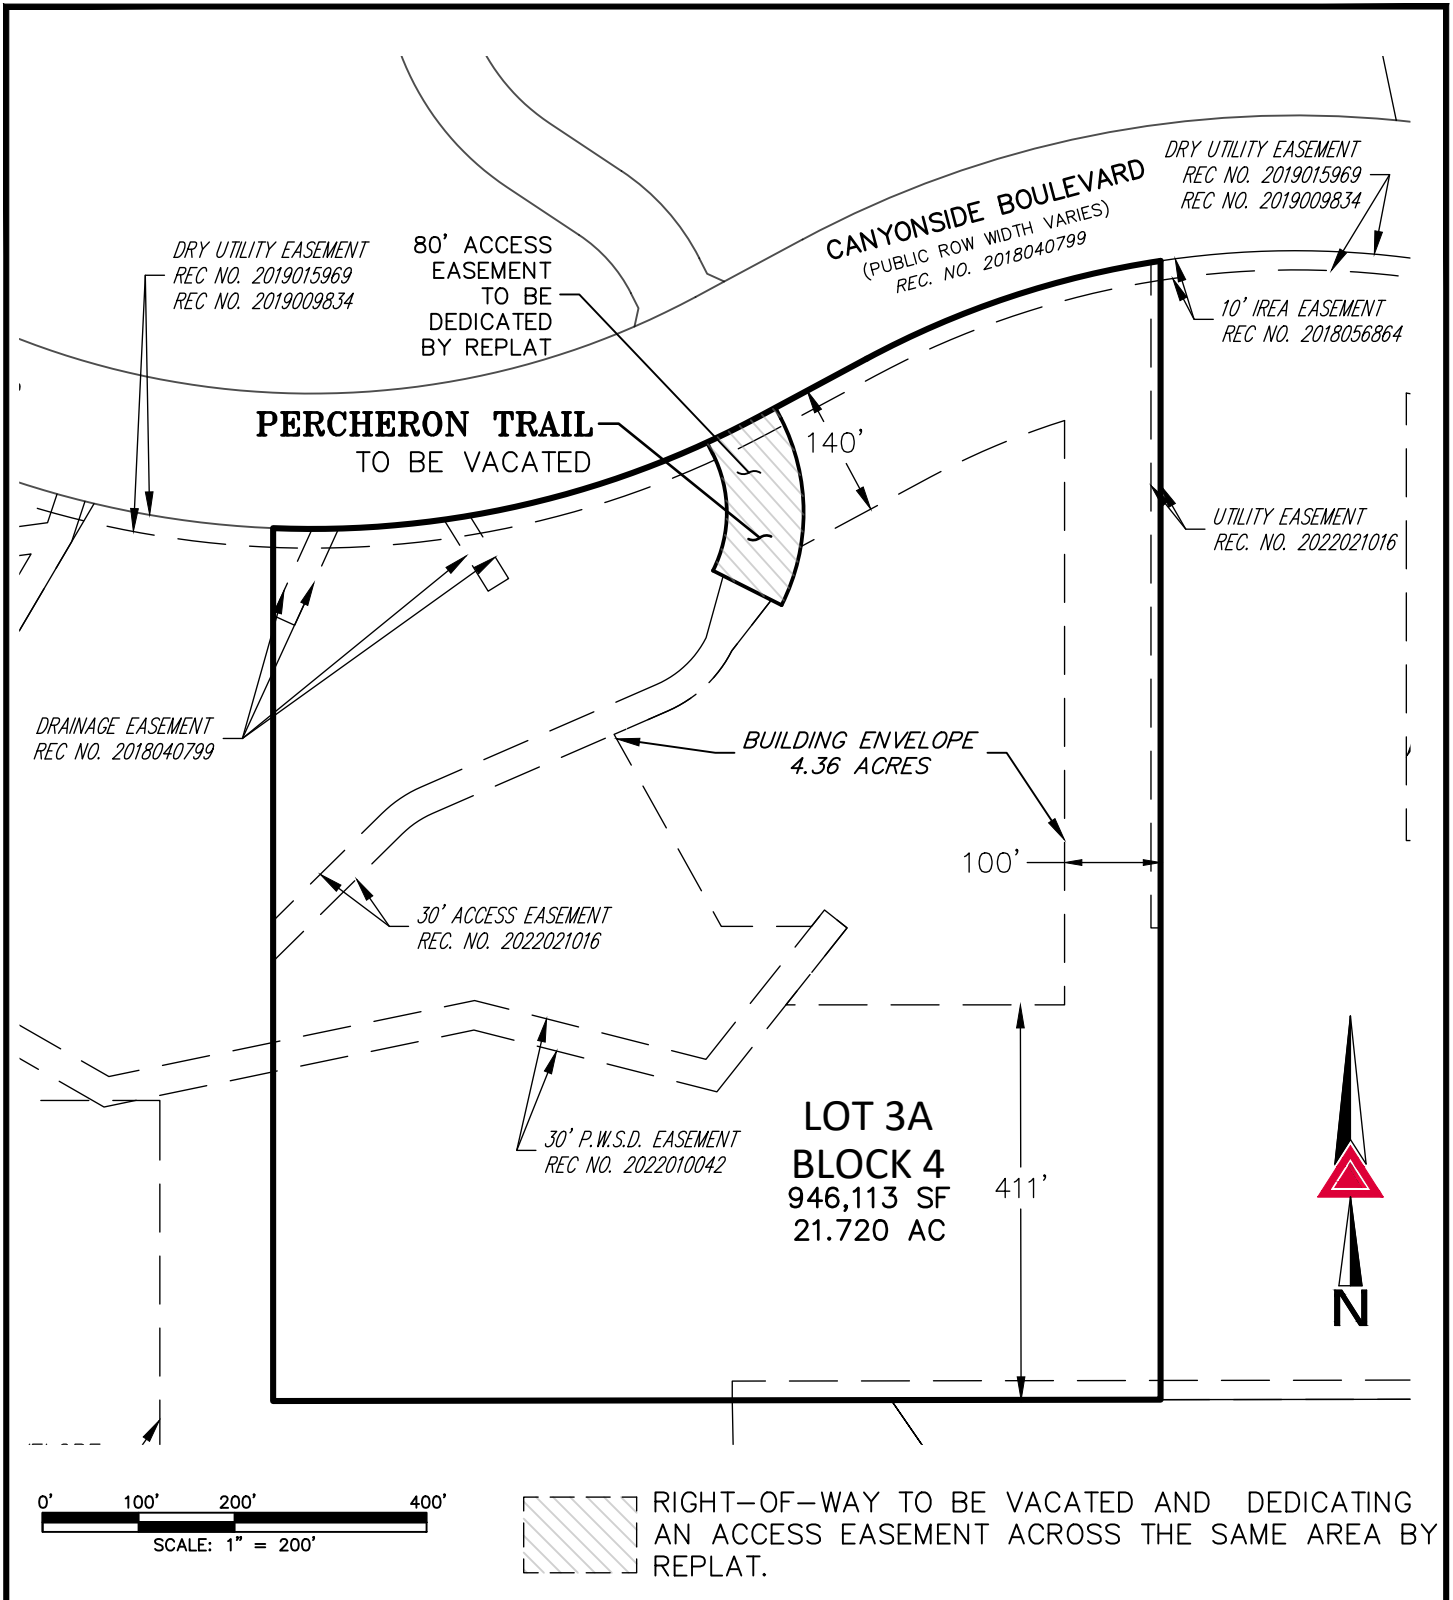 CANYONSIDE BOULEVARD
(PUBLIC ROW WIDTH VARIES)
REC. NO. 2018040799
DRY UTILITY EASEMENT
REC NO. 2019015969
REC NO. 2019009834
DRY UTILITY EASEMENT
REC NO. 2019015969
REC NO. 2019009834
80' ACCESS
EASEMENT
TO BE
DEDICATED
BY REPLAT
10' IREA EASEMENT
REC NO. 2018056864
PERCHERON TRAIL
TO BE VACATED
140'
UTILITY EASEMENT
REC. NO. 2022021016
DRAINAGE EASEMENT
REC NO. 2018040799
BUILDING ENVELOPE
4.36 ACRES
100'
30' ACCESS EASEMENT
REC. NO. 2022021016
30' P.W.S.D. EASEMENT
REC NO. 2022010042
LOT 3A
BLOCK 4
946,113 SF
21.720 AC
411'
N
0' 100' 200' 400'
SCALE: 1" = 200'
RIGHT-OF-WAY TO BE VACATED AND DEDICATING
AN ACCESS EASEMENT ACROSS THE SAME AREA BY
REPLAT.